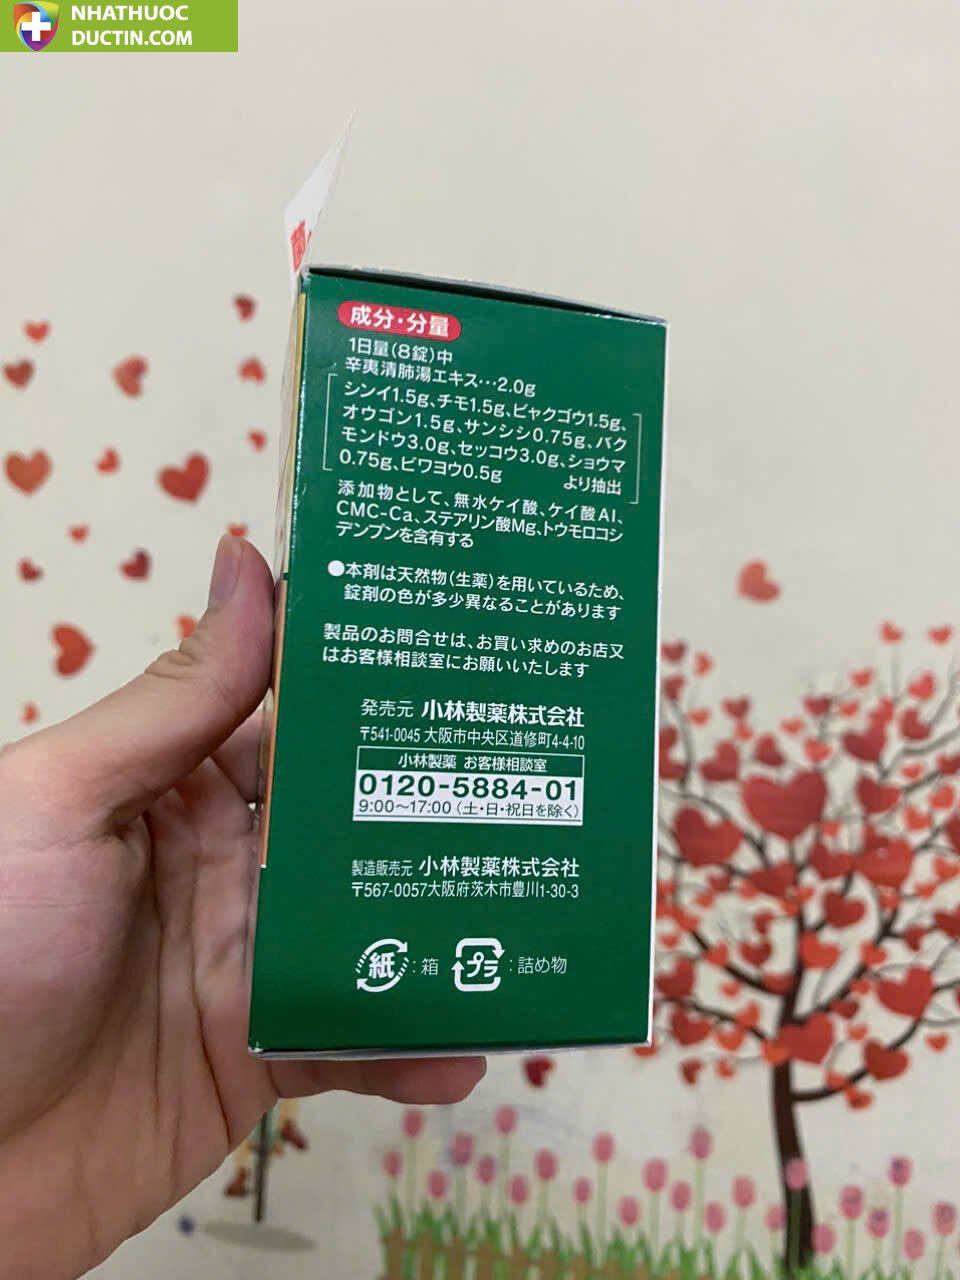 NHATHUOC
DUCTIN.COM
成分・分量
1日量(8錠)中
辛夷清肺湯エキス…2.0g
シンイ1.5g、チモ1.5g、ビャクゴウ1.5g、
オウゴン1.5g、サンシシ0.75g、バク
モンドウ3.0g、セッコウ3.0g、ショウマ
0.75g、ビワヨウ0.5g より抽出
添加物として、無水ケイ酸、ケイ酸Al、
CMC-Ca、ステアリン酸Mg、トウモロコシ
デンプンを含有する
●本剤は天然物(生薬)を用いているため、
錠剤の色が多少異なることがあります
製品のお問合せは、お買い求めのお店又
はお客様相談室にお願いいたします
発売元 小林製薬株式会社
〒541-0045 大阪市中央区道修町4-4-10
小林製薬 お客様相談室
0120-5884-01
9:00～17:00(土・日・祝日を除く)
製造販売元 小林製薬株式会社
〒567-0057大阪府茨木市豊川1-30-3
紙:箱 プラ:詰め物